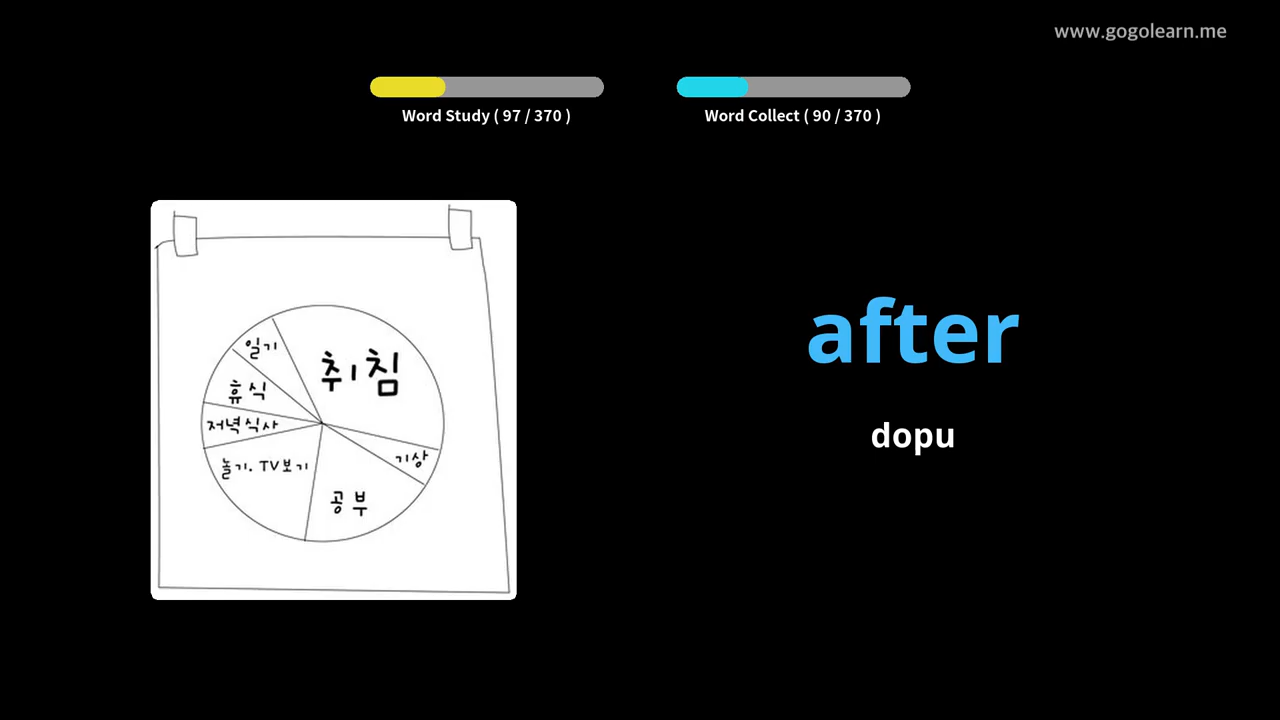 www.gogolearn.me
Word Study ( 97 / 370 )
Word Collect ( 90 / 370 )
일기
취침
휴식
저녁식사
놀기. TV보기
기상
공부
after
dopu